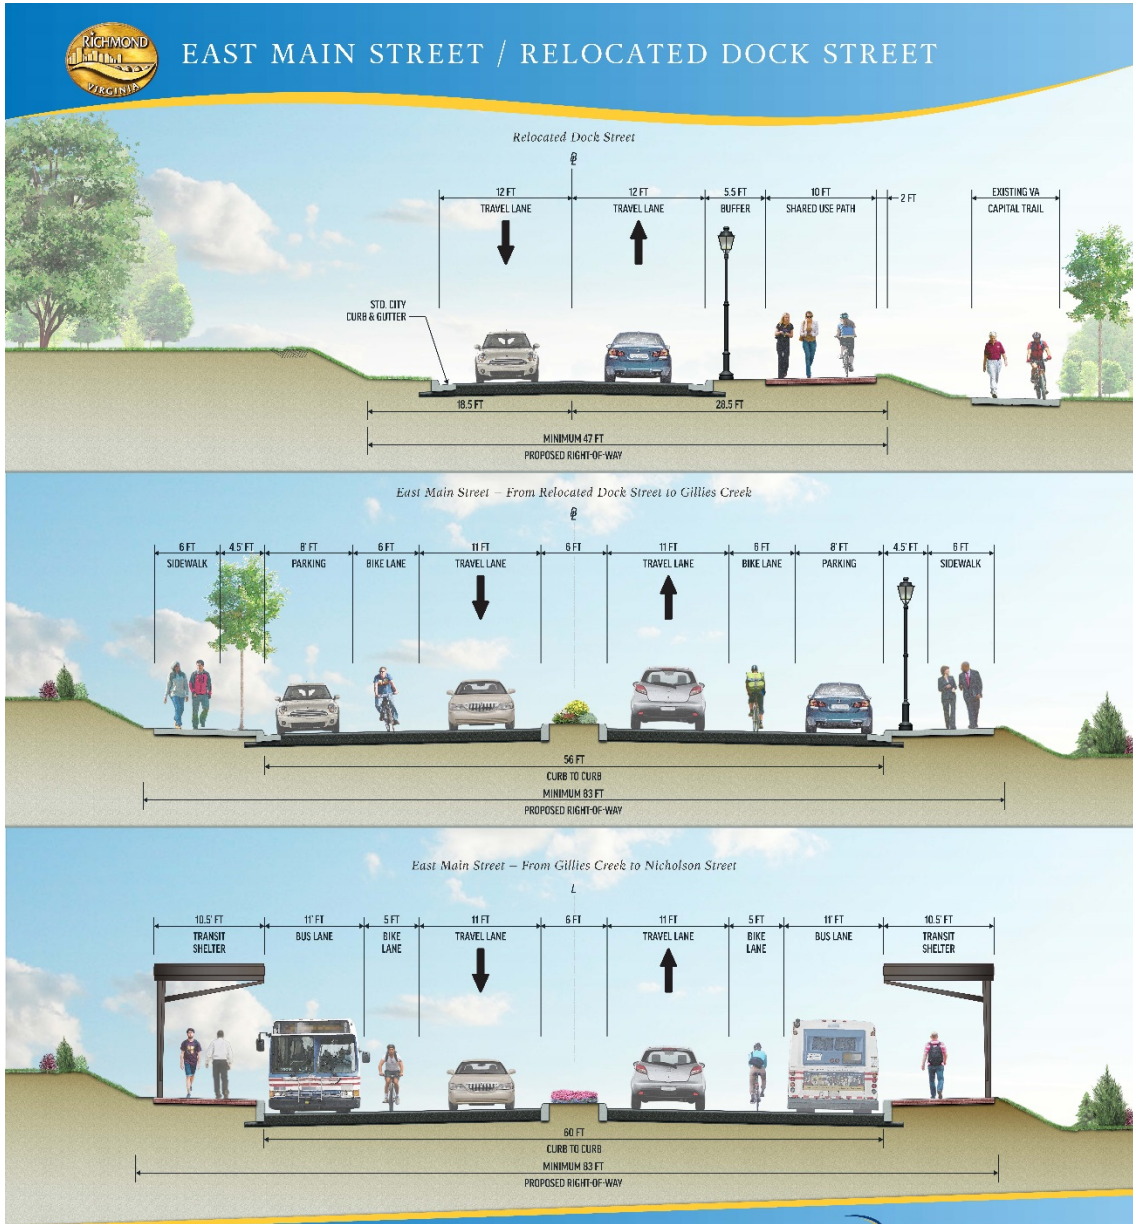 RICHMOND
VIRGINIA
EAST MAIN STREET / RELOCATED DOCK STREET
Relocated Dock Street
12 FT
TRAVEL LANE
12 FT
TRAVEL LANE
5.5 FT
BUFFER
10 FT
SHARED USE PATH
2 FT
EXISTING VA
CAPITAL TRAIL
STD. CITY
CURB & GUTTER
18.5 FT
28.5 FT
MINIMUM 47 FT
PROPOSED RIGHT-OF-WAY
East Main Street – From Relocated Dock Street to Gillies Creek
6 FT
SIDEWALK
4.5' FT
8' FT
PARKING
6 FT
BIKE LANE
11 FT
TRAVEL LANE
6 FT
11 FT
TRAVEL LANE
6 FT
BIKE LANE
8' FT
PARKING
4.5' FT
6 FT
SIDEWALK
56 FT
CURB TO CURB
MINIMUM 83 FT
PROPOSED RIGHT-OF-WAY
East Main Street – From Gillies Creek to Nicholson Street
L
10.5' FT
TRANSIT
SHELTER
11' FT
BUS LANE
5 FT
BIKE
LANE
11 FT
TRAVEL LANE
6 FT
11 FT
TRAVEL LANE
5 FT
BIKE
LANE
11' FT
BUS LANE
10.5' FT
TRANSIT
SHELTER
60 FT
CURB TO CURB
MINIMUM 83 FT
PROPOSED RIGHT-OF-WAY